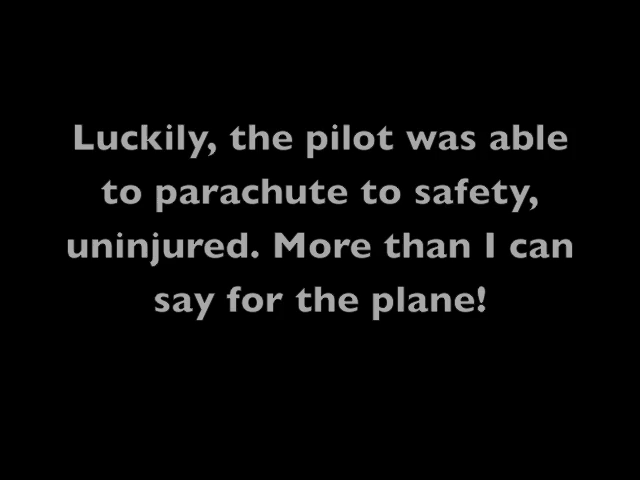 Luckily, the pilot was able
to parachute to safety,
uninjured. More than I can
say for the plane!